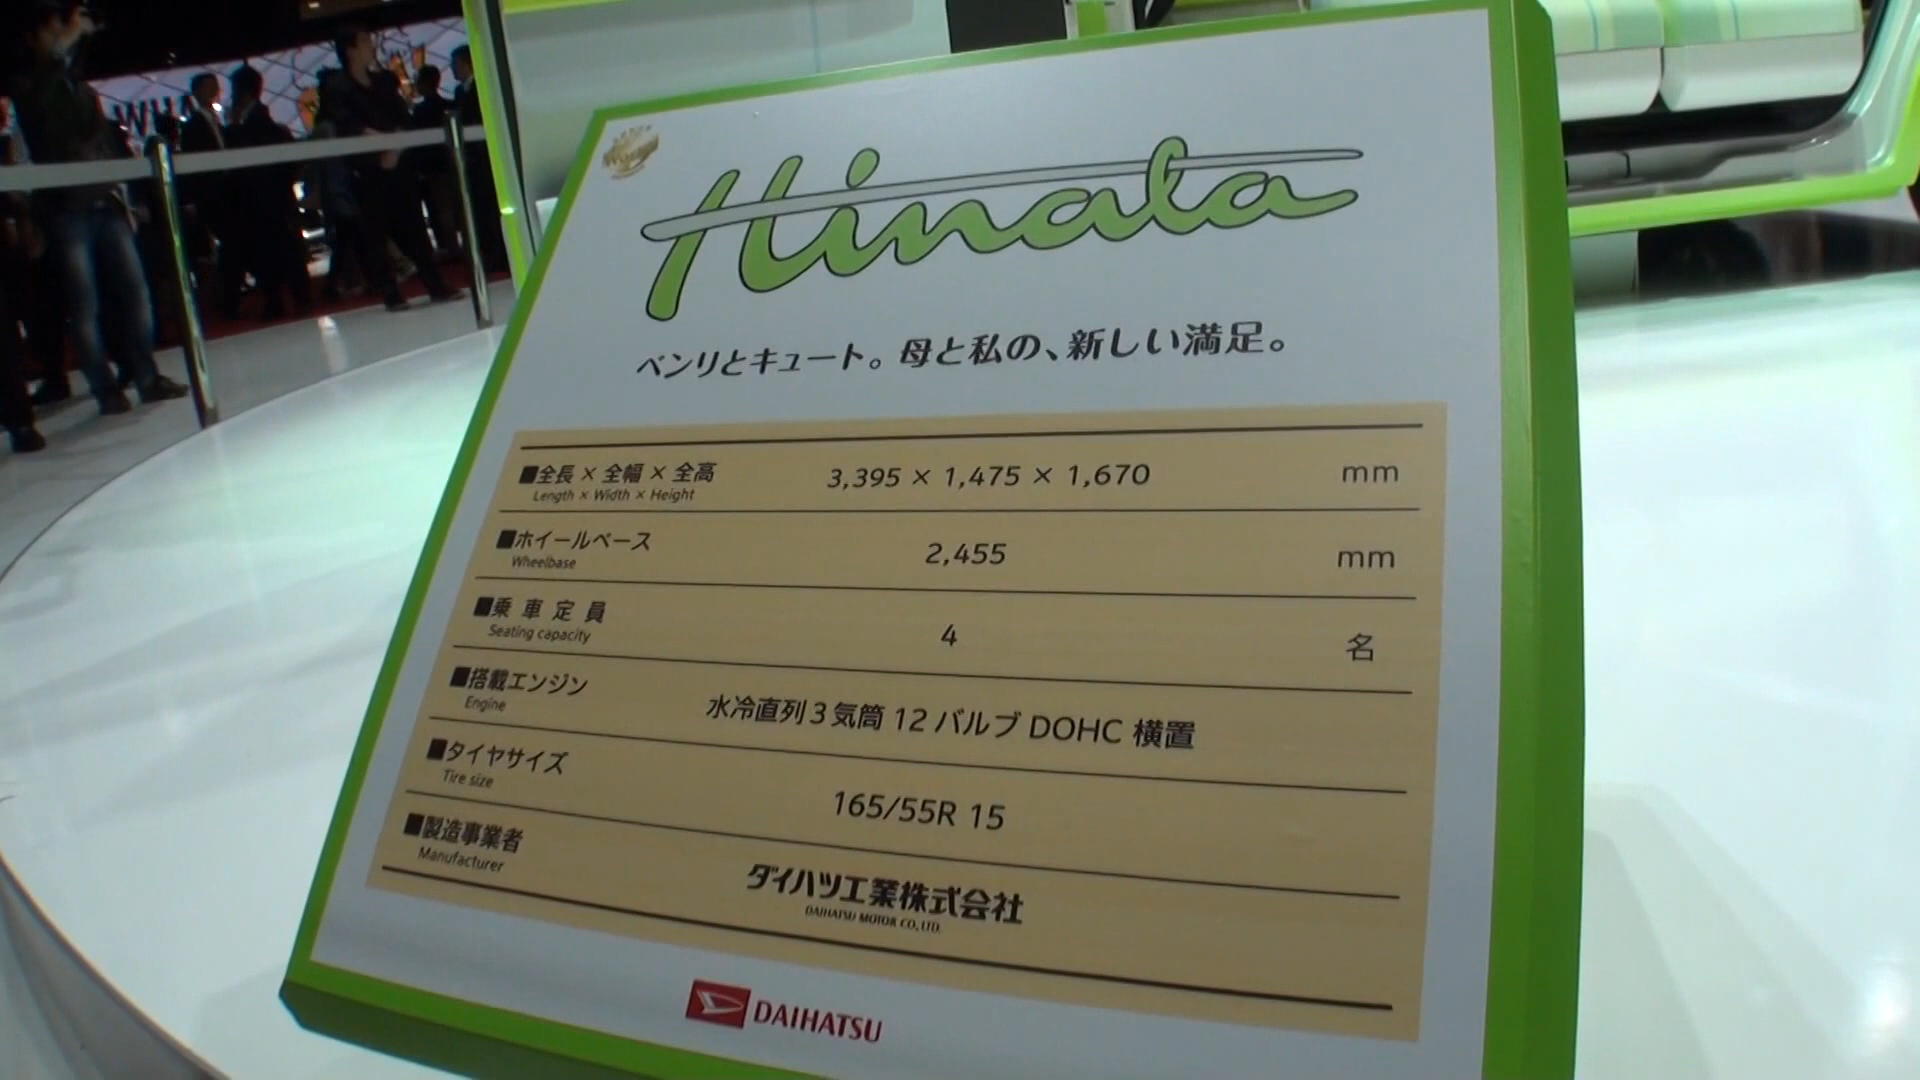 WHA
Hinata
ベンリとキュート。母と私の、新しい満足。
■全長 × 全幅 × 全高 3,395 × 1,475 × 1,670 mm
Length × Width × Height
■ホイールベース 2,455 mm
Wheelbase
■乗車定員 4 名
Seating capacity
■搭載エンジン 水冷直列3気筒 12 バルブ DOHC 横置
Engine
■タイヤサイズ 165/55R 15
Tire size
■製造事業者 ダイハツ工業株式会社
Manufacturer DAIHATSU MOTOR CO., LTD.
DAIHATSU